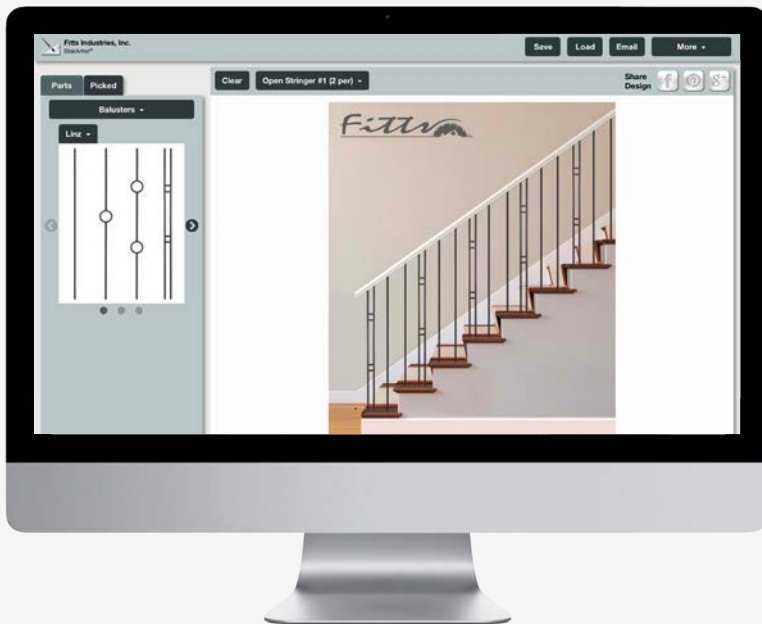 Fitts Industries, Inc.
DiskArtist®
Save
Load
Email
More
Parts
Picked
Clear
Open Stringer #1 (2 per)
Share
Design
Balusters
Linz
Fitts